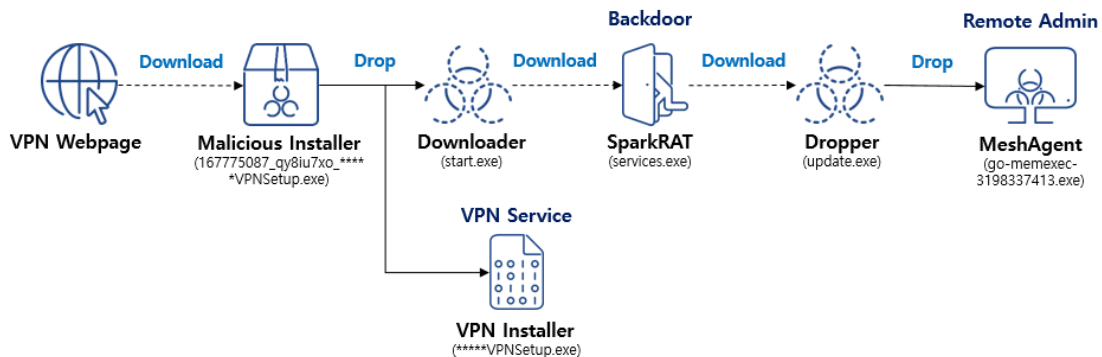 Backdoor
Remote Admin
Download
Drop
Download
Download
Drop
VPN Webpage
Malicious Installer
(167775087_qy8iu7xo_****
*VPNSetup.exe)
Downloader
(start.exe)
SparkRAT
(services.exe)
Dropper
(update.exe)
MeshAgent
(go-memexec-
3198337413.exe)
VPN Service
VPN Installer
(*****VPNSetup.exe)